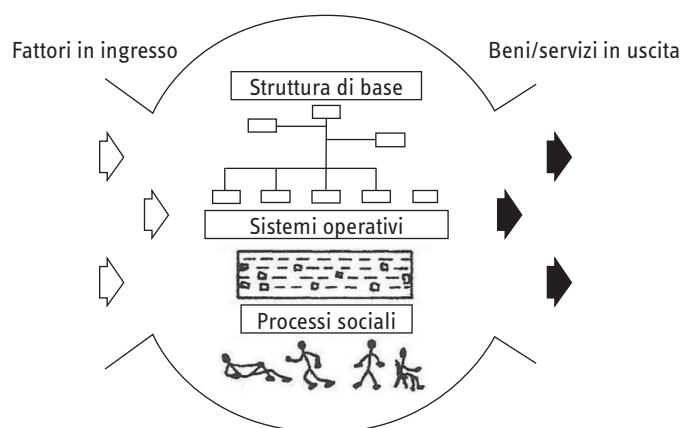 Fattori in ingresso
Beni/servizi in uscita
Struttura di base
Sistemi operativi
Processi sociali